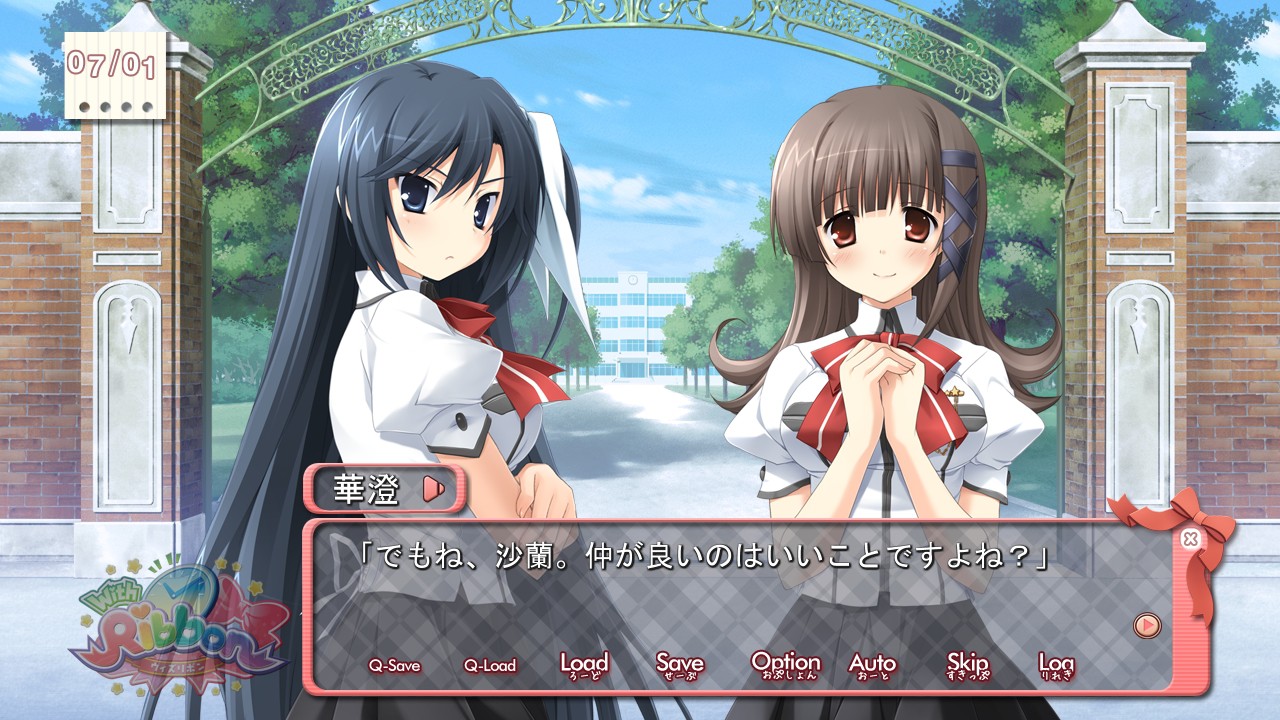 07/01
華澄
「でもね、沙蘭。仲が良いのはいいことですよね？」
With
Ribbon
ウィズリボン
Q-Save Q-Load Load Save Option Auto Skip Log
ろーど せーぶ おぷしょん おーと すきっぷ りれき